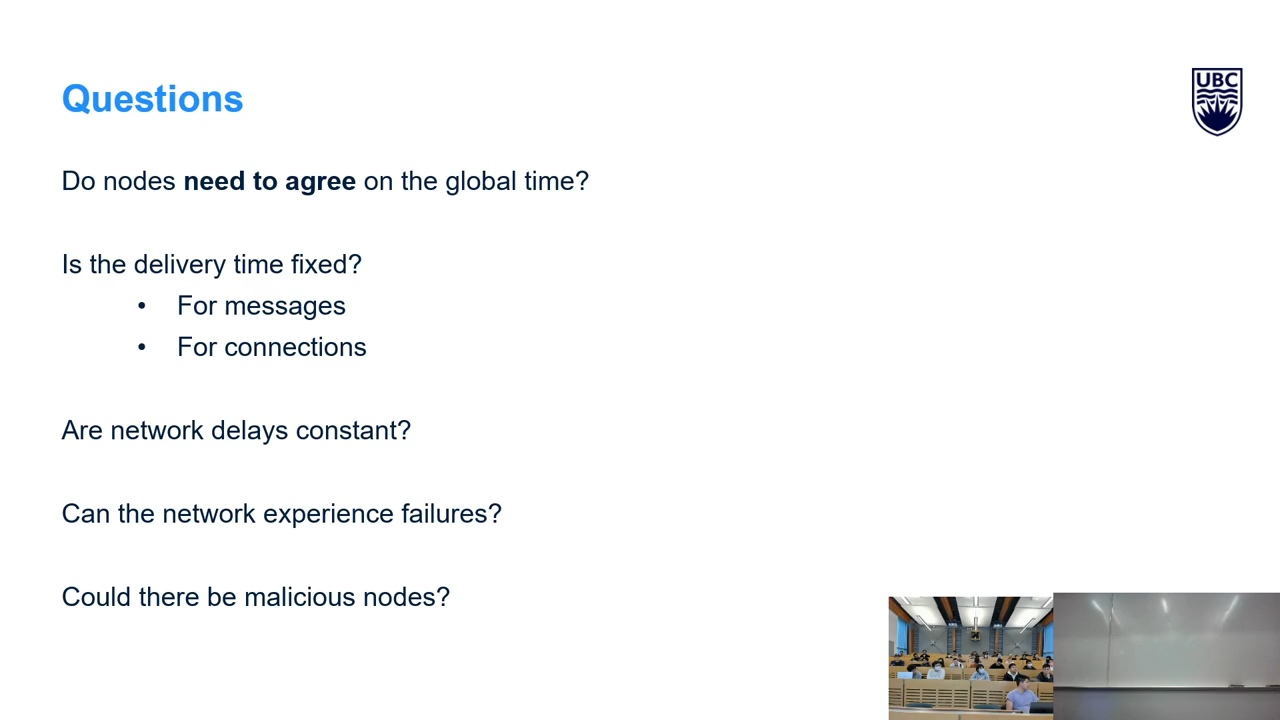 UBC
Questions
Do nodes need to agree on the global time?
Is the delivery time fixed?
• For messages
• For connections
Are network delays constant?
Can the network experience failures?
Could there be malicious nodes?